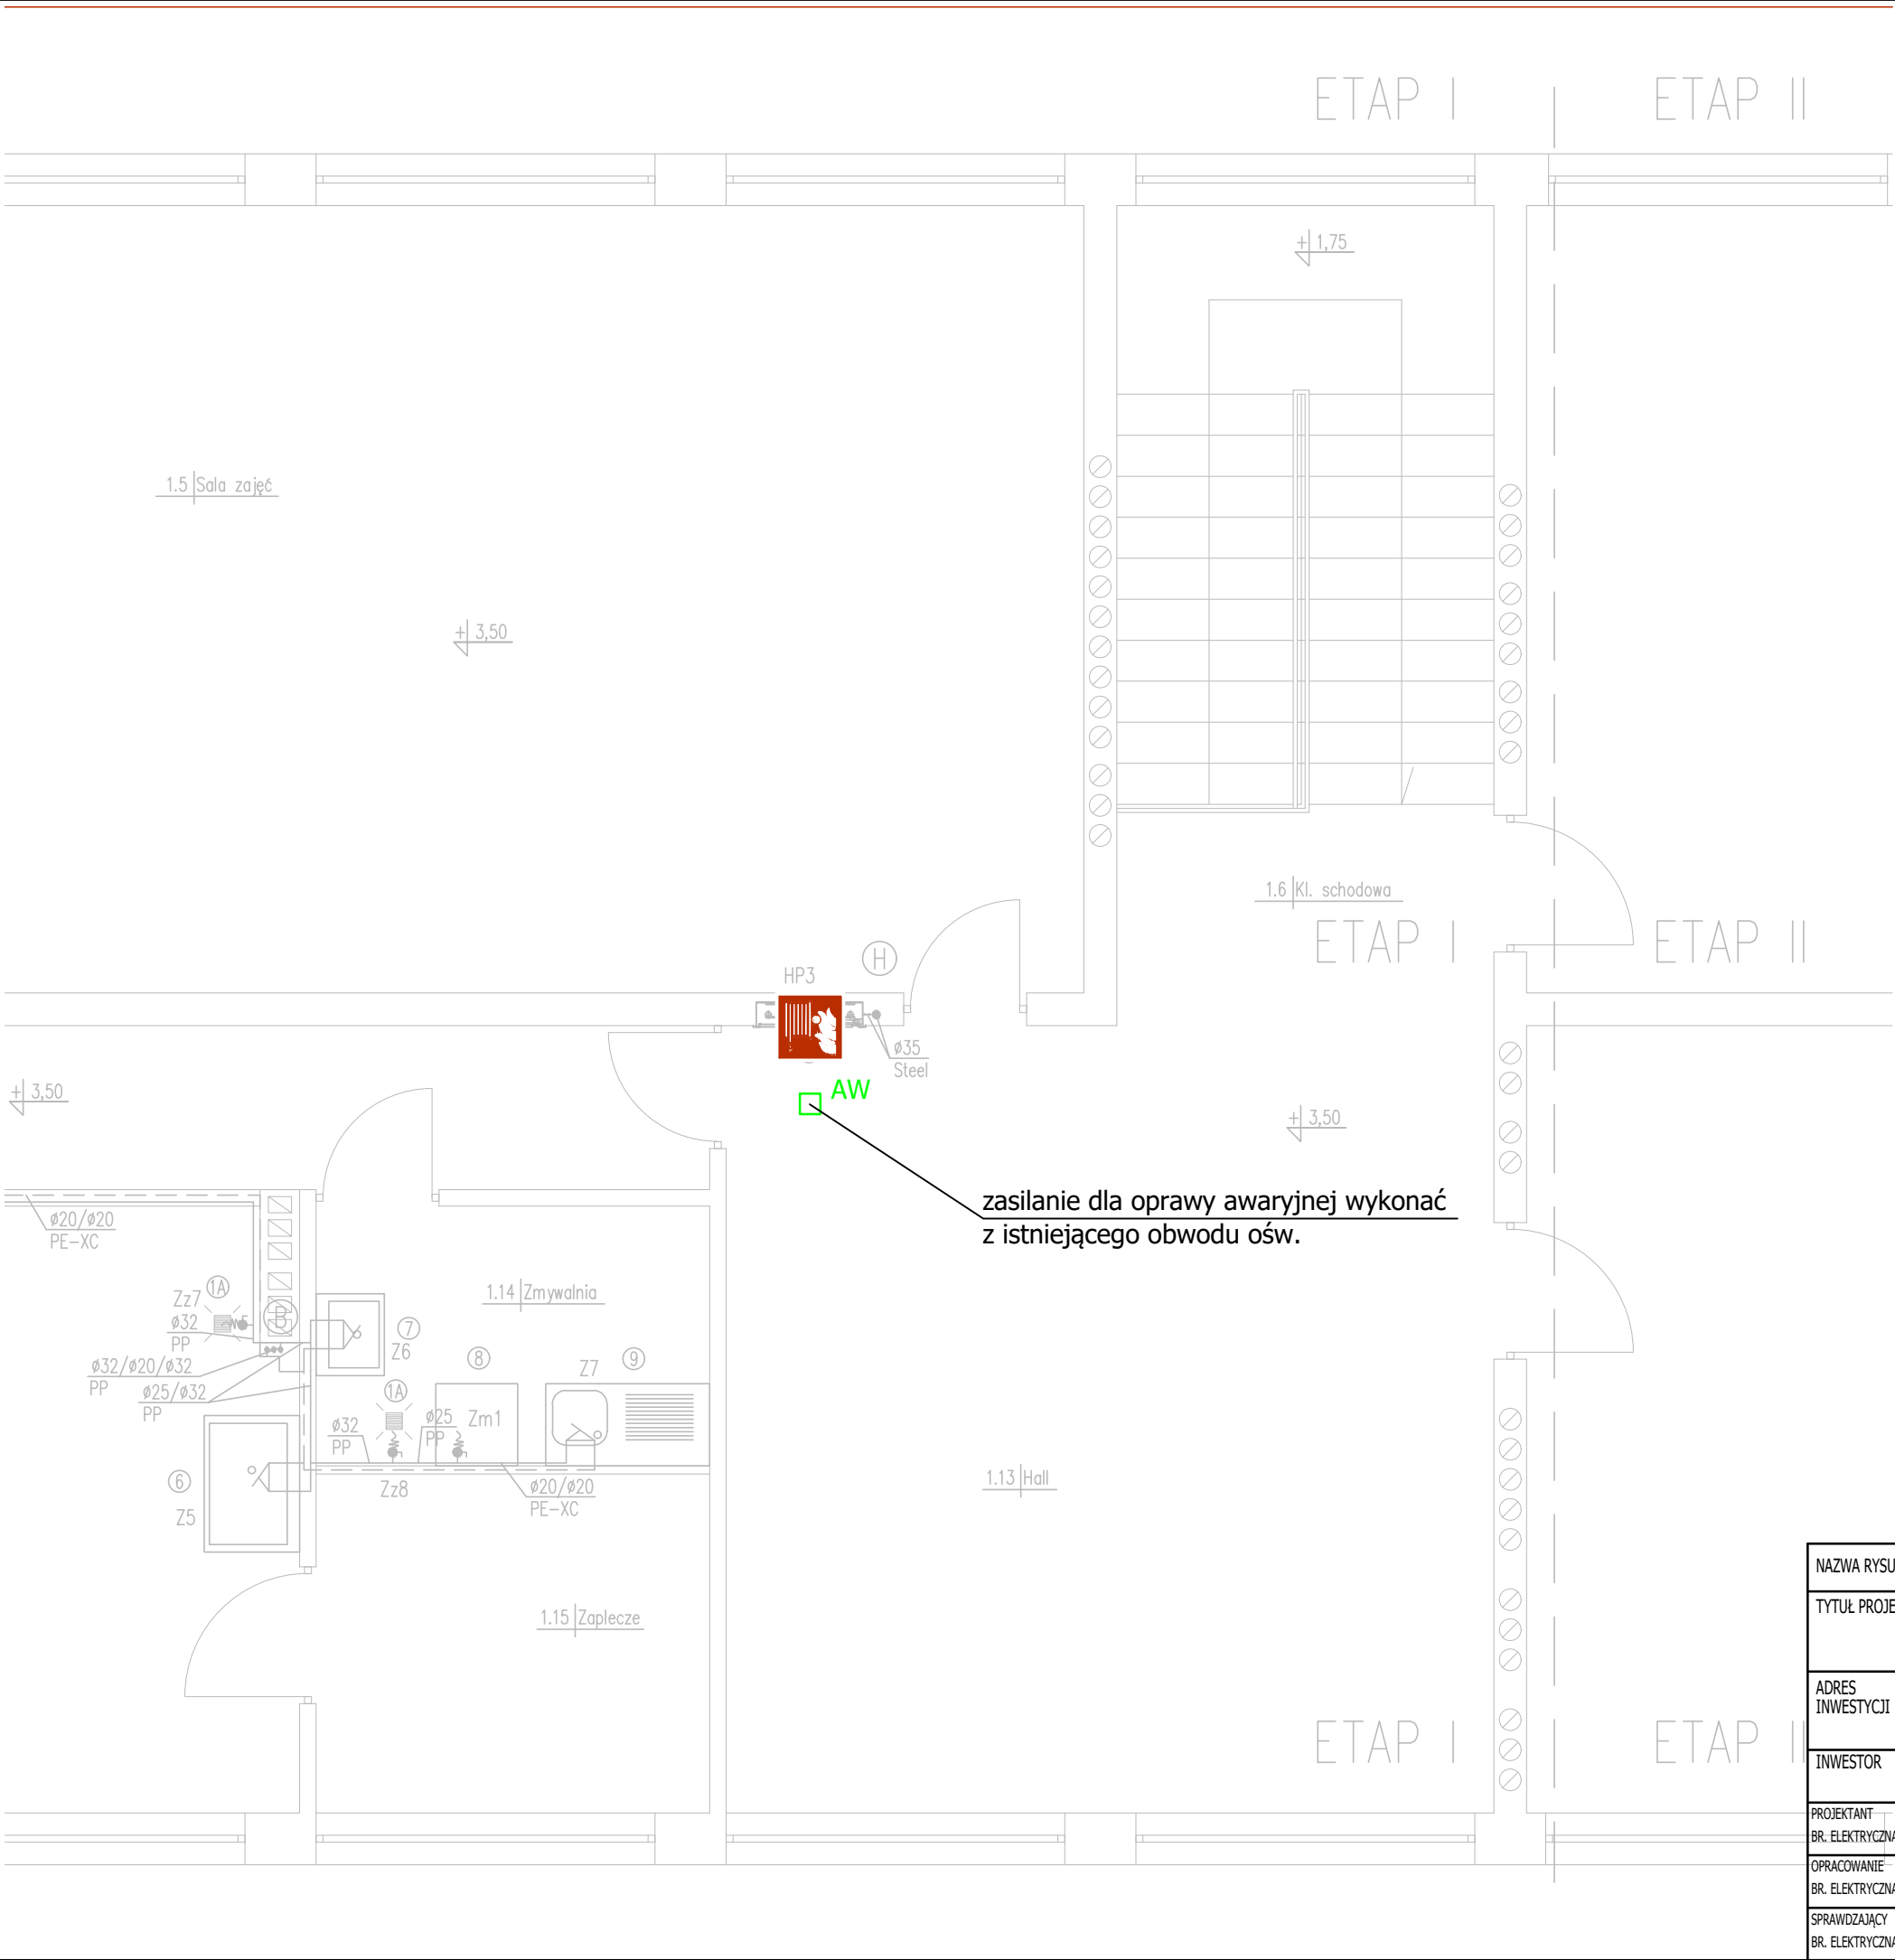 ETAP I
ETAP II
+ 1,75
1.5 Sala zajęć
+ 3,50
1.6 Kl. schodowa
ETAP I
ETAP II
H
HP3
ø35
Steel
AW
+ 3,50
+ 3,50
zasilanie dla oprawy awaryjnej wykonać
z istniejącego obwodu ośw.
ø20/ø20
PE-XC
1A
Zz7
ø32
PP
B
1.14 Zmywalnia
7
Z6
8
Z7
9
ø32/ø20/ø32
PP
ø25/ø32
PP
1A
ø32
PP
ø25
PP
Zm1
6
Z5
Zz8
ø20/ø20
PE-XC
1.13 Hall
1.15 Zaplecze
ETAP I
ETAP II
NAZWA RYSU
TYTUŁ PROJE
ADRES
INWESTYCJI
INWESTOR
PROJEKTANT
BR. ELEKTRYCZNA
OPRACOWANIE
BR. ELEKTRYCZNA
SPRAWDZAJĄCY
BR. ELEKTRYCZNA